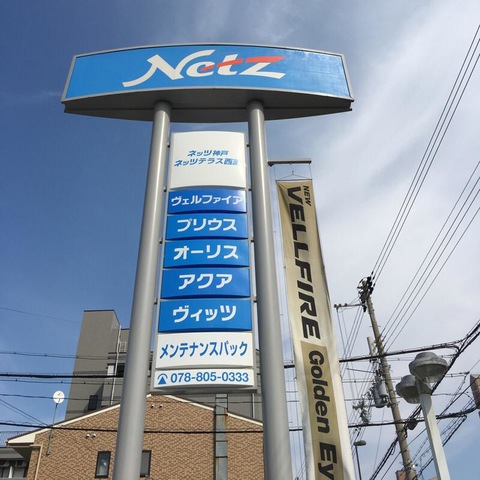 Netz
ネッツ神戸
ネッツテラス西宮
ヴェルファイア
プリウス
オーリス
アクア
ヴィッツ
メンテナンスパック
☎078-805-0333
NEW
VELLFIRE Golden Ey